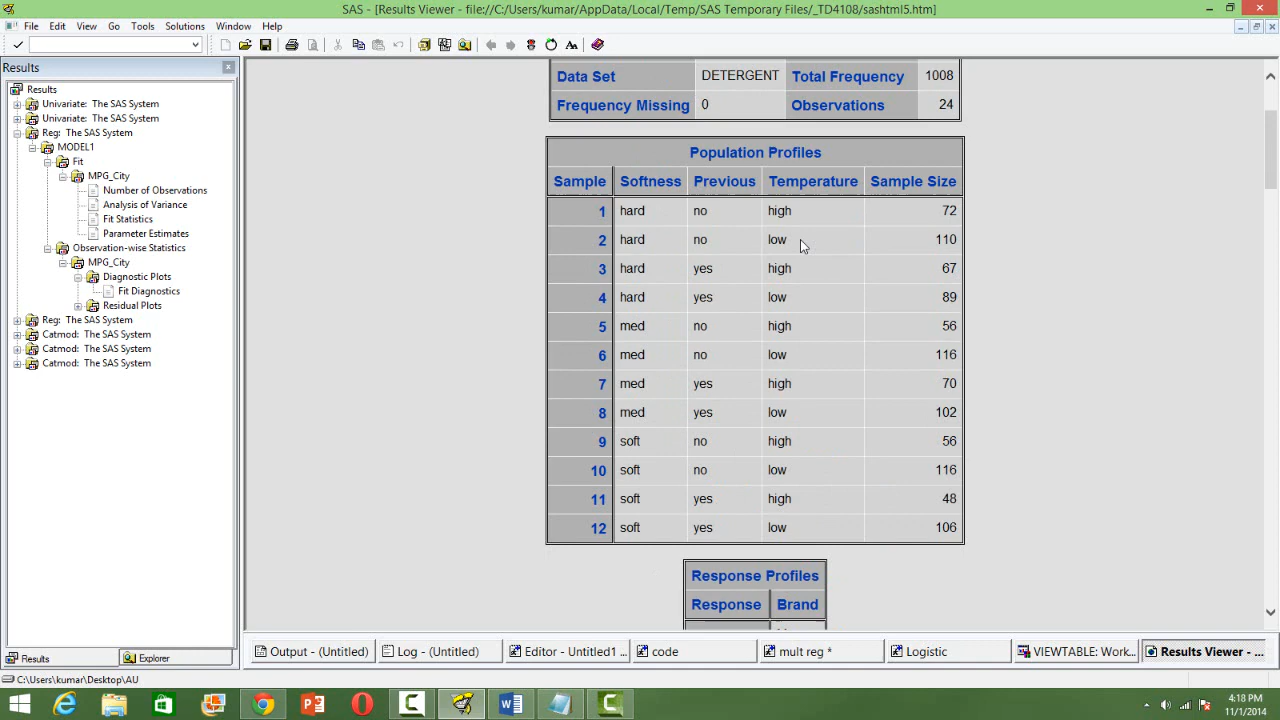 SAS - [Results Viewer - file://C:/Users/kumar/AppData/Local/Temp/SAS Temporary Files/_TD4108/sashtml5.htm]
File Edit View Go Tools Solutions Window Help
Results
Results
Univariate: The SAS System
Univariate: The SAS System
Reg: The SAS System
MODEL1
Fit
MPG_City
Number of Observations
Analysis of Variance
Fit Statistics
Parameter Estimates
Observation-wise Statistics
MPG_City
Diagnostic Plots
Fit Diagnostics
Residual Plots
Reg: The SAS System
Catmod: The SAS System
Catmod: The SAS System
Catmod: The SAS System
Data Set DETERGENT Total Frequency 1008
Frequency Missing 0 Observations 24
Population Profiles
Sample Softness Previous Temperature Sample Size
1 hard no high 72
2 hard no low 110
3 hard yes high 67
4 hard yes low 89
5 med no high 56
6 med no low 116
7 med yes high 70
8 med yes low 102
9 soft no high 56
10 soft no low 116
11 soft yes high 48
12 soft yes low 106
Response Profiles
Response Brand
Results Explorer
Output - (Untitled) Log - (Untitled) Editor - Untitled1 ... code mult reg * Logistic VIEWTABLE: Work... Results Viewer - ...
C:\Users\kumar\Desktop\AU
4:18 PM
11/1/2014